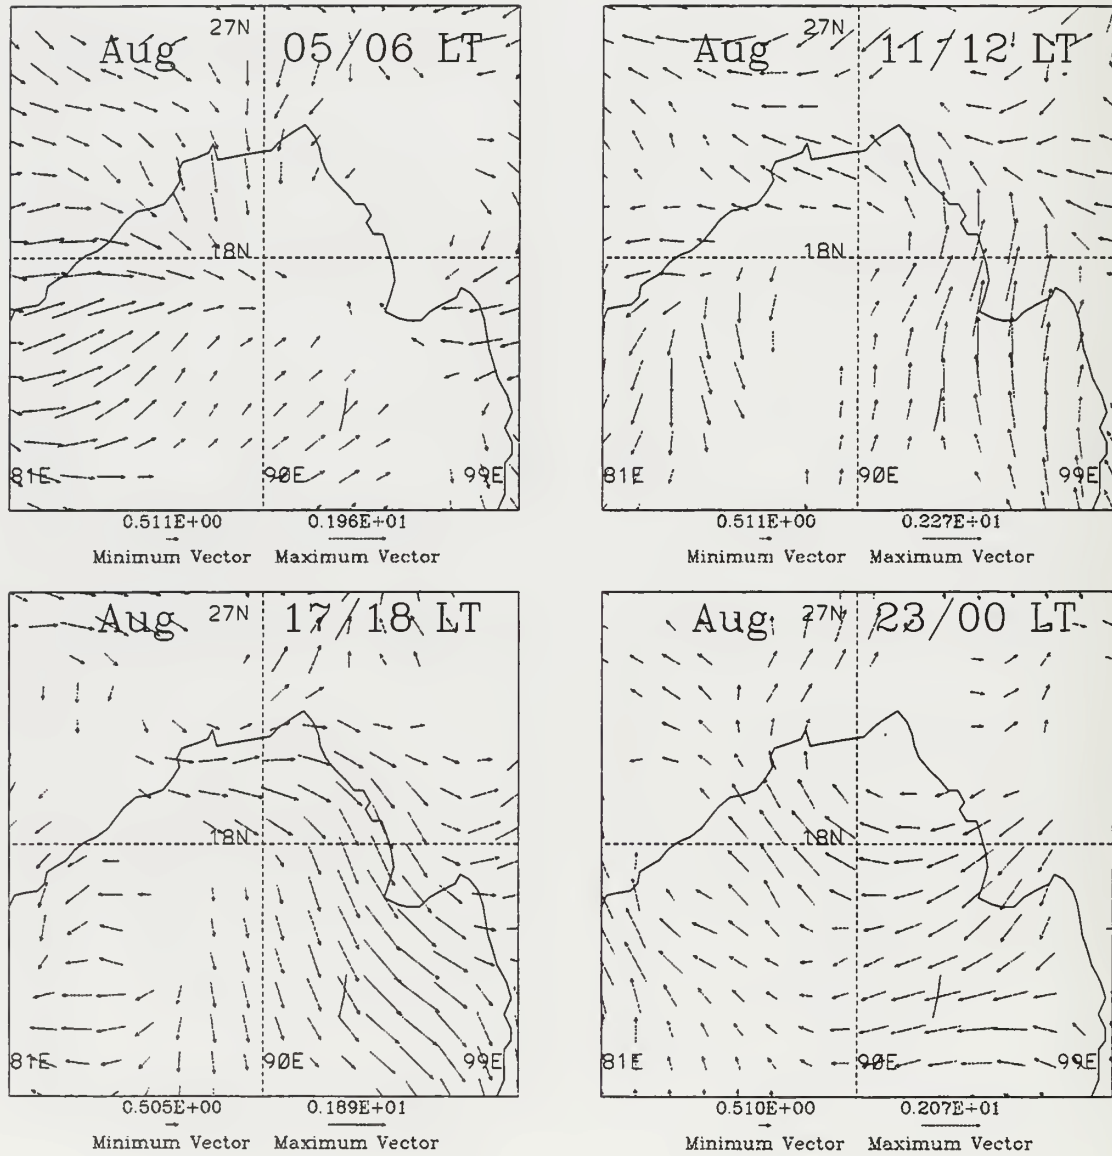 Aug 27N 05/06 LT
18N
81E 90E 99E
0.511E+00 0.196E+01
Minimum Vector Maximum Vector
Aug 27N 11/12 LT
18N
81E 90E 99E
0.511E+00 0.227E+01
Minimum Vector Maximum Vector
Aug 27N 17/18 LT
18N
81E 90E 99E
0.505E+00 0.189E+01
Minimum Vector Maximum Vector
Aug 27N 23/00 LT
18N
81E 90E 99E
0.510E+00 0.207E+01
Minimum Vector Maximum Vector